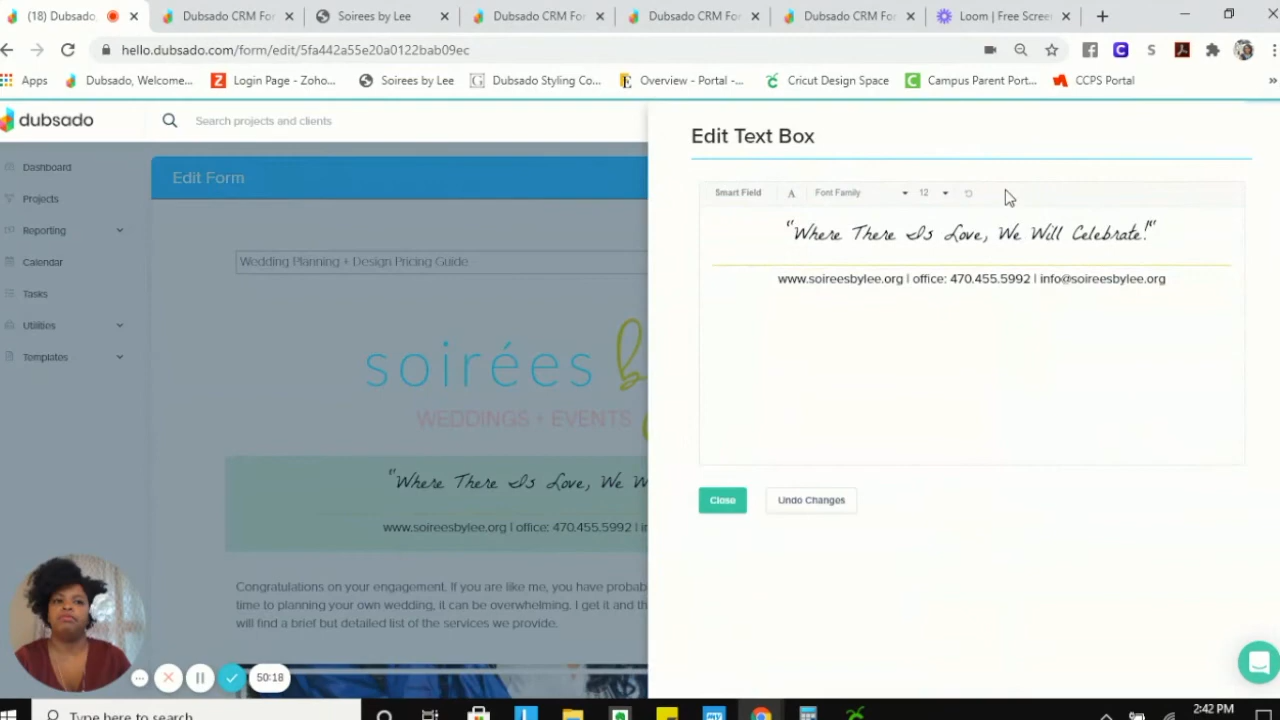 (18) Dubsado
Dubsado CRM For
Soirees by Lee
Dubsado CRM For
Dubsado CRM For
Dubsado CRM For
Loom | Free Scree
hello.dubsado.com/form/edit/5fa442a55e20a0122bab09ec
Apps
Dubsado, Welcome...
Login Page - Zoho...
Soirees by Lee
Dubsado Styling Co...
Overview - Portal -...
Cricut Design Space
Campus Parent Port...
CCPS Portal
dubsado
Search projects and clients
Dashboard
Projects
Reporting
Calendar
Tasks
Utilities
Templates
Edit Form
Wedding Planning + Design Pricing Guide
soirées b
WEDDINGS + EVENTS
"Where There Is Love, We W
www.soireesbylee.org | office: 470.455.5992 | in
Congratulations on your engagement. If you are like me, you have probab
time to planning your own wedding, it can be overwhelming. I get it and th
will find a brief but detailed list of the services we provide.
Edit Text Box
Smart Field
A
Font Family
12
"Where There Is Love, We Will Celebrate!"
www.soireesbylee.org | office: 470.455.5992 | info@soireesbylee.org
Close
Undo Changes
50:18
Type here to search
2:42 PM